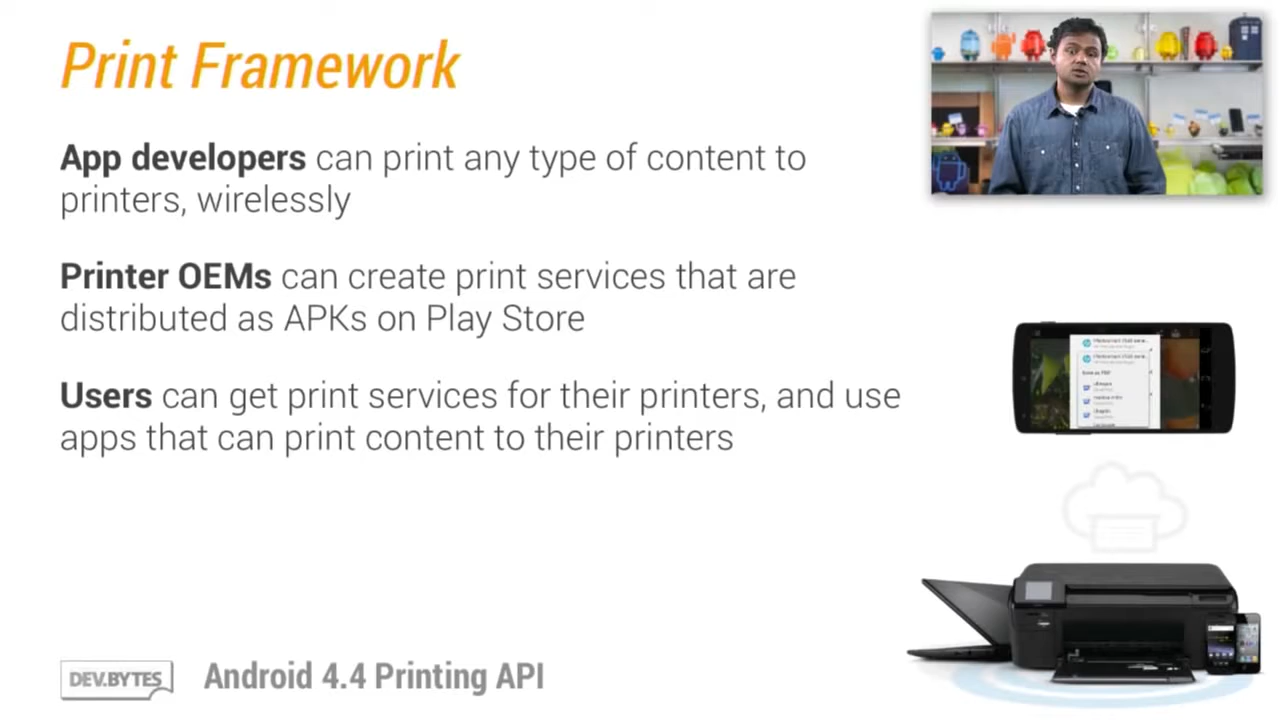 Print Framework
App developers can print any type of content to
printers, wirelessly
Printer OEMs can create print services that are
distributed as APKs on Play Store
Users can get print services for their printers, and use
apps that can print content to their printers
DEV.BYTES
Android 4.4 Printing API